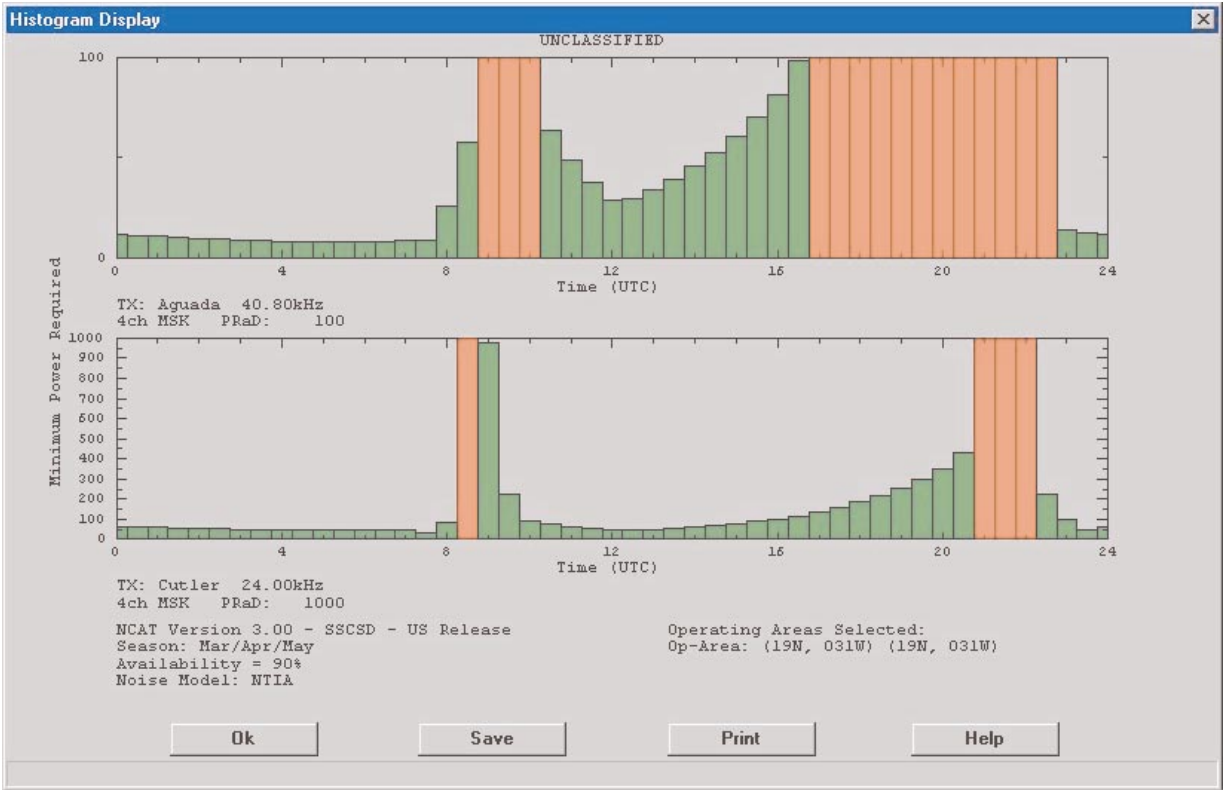 Histogram Display
UNCLASSIFIED
100
0
0 4 8 12 16 20 24
Time (UTC)
TX: Aguada 40.80kHz
4ch MSK PRaD: 100
Minimum Power Required
1000
900
800
700
600
500
400
300
200
100
0
0 4 8 12 16 20 24
Time (UTC)
TX: Cutler 24.00kHz
4ch MSK PRaD: 1000
NCAT Version 3.00 - SSCSD - US Release
Season: Mar/Apr/May
Availability = 90%
Noise Model: NTIA
Operating Areas Selected:
Op-Area: (19N, 031W) (19N, 031W)
Ok Save Print Help